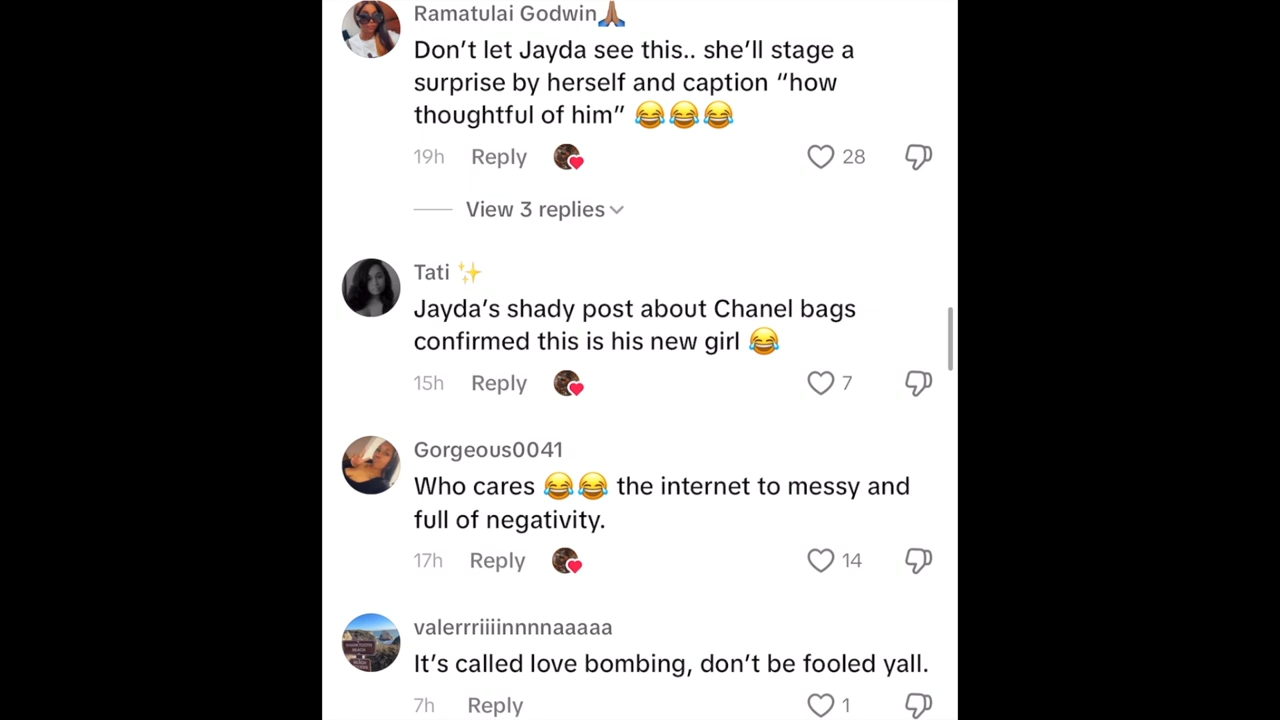 Ramatulai Godwin🙏🏾
Don’t let Jayda see this.. she’ll stage a
surprise by herself and caption “how
thoughtful of him” 😂😂😂
19h Reply 28
View 3 replies
Tati ✨
Jayda’s shady post about Chanel bags
confirmed this is his new girl 😂
15h Reply 7
Gorgeous0041
Who cares 😂😂 the internet to messy and
full of negativity.
17h Reply 14
valerrriiiinnnnaaaaa
It’s called love bombing, don’t be fooled yall.
7h Reply 1